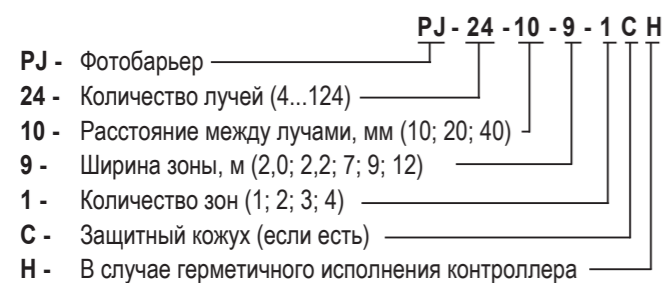 PJ - 24 - 10 - 9 - 1 C H
PJ - Фотобарьер
24 - Количество лучей (4...124)
10 - Расстояние между лучами, мм (10; 20; 40)
9 - Ширина зоны, м (2,0; 2,2; 7; 9; 12)
1 - Количество зон (1; 2; 3; 4)
C - Защитный кожух (если есть)
H - В случае герметичного исполнения контроллера